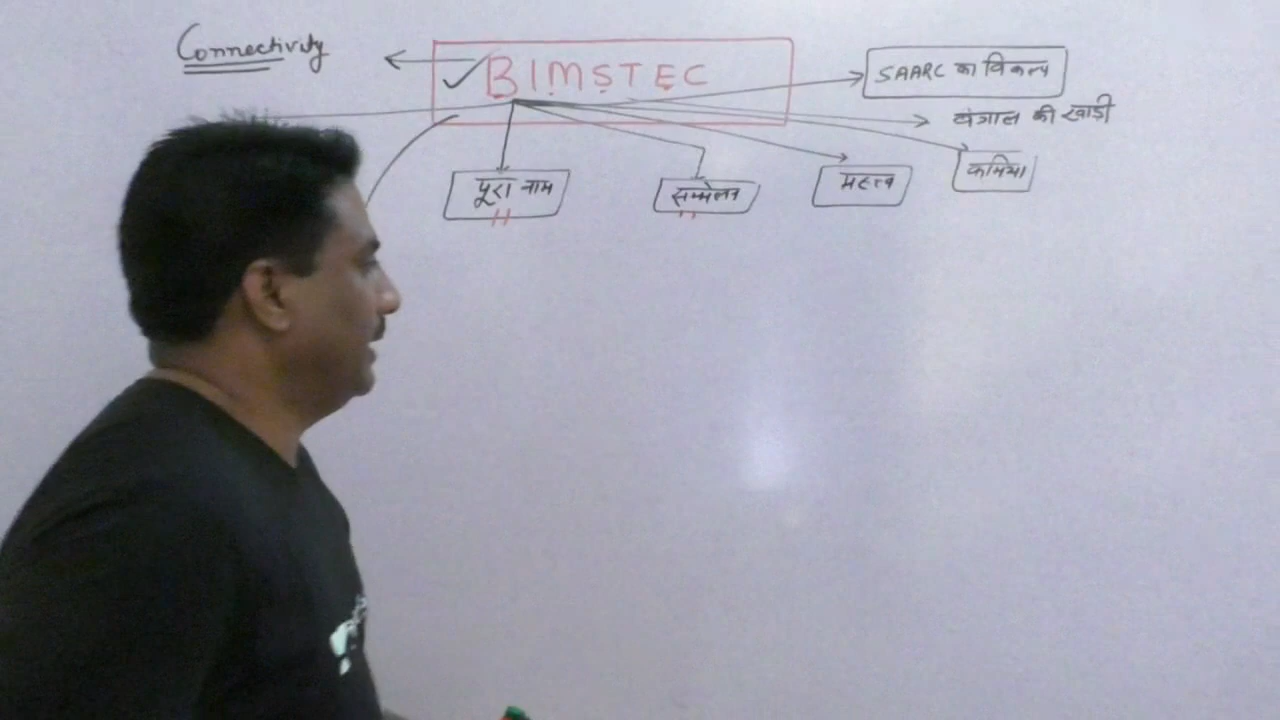 Connectivity
BIMSTEC
SAARC का विकल्प
बंगाल की खाड़ी
पूरा नाम
सम्मेलन
महत्व
कमियां